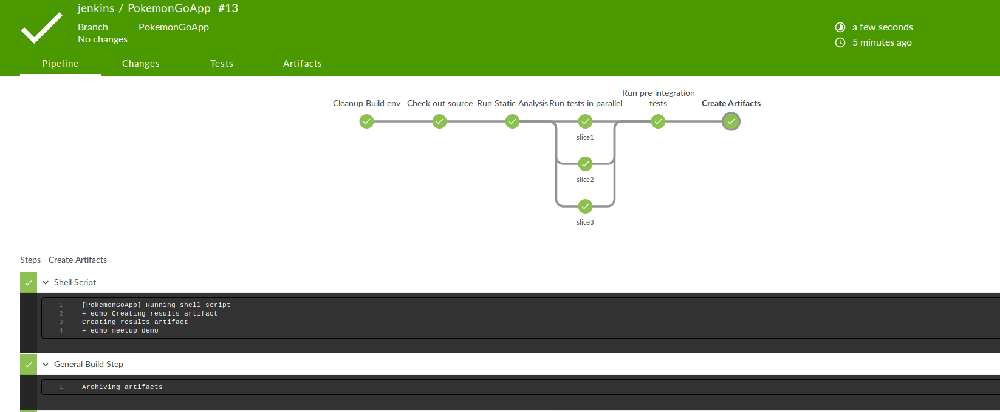 jenkins / PokemonGoApp #13
Branch PokemonGoApp
No changes
a few seconds
5 minutes ago
Pipeline Changes Tests Artifacts
Cleanup Build env Check out source Run Static Analysis Run tests in parallel Run pre-integration tests Create Artifacts
slice1
slice2
slice3
Steps - Create Artifacts
Shell Script
1 [PokemonGoApp] Running shell script
2 + echo Creating results artifact
3 Creating results artifact
4 + echo meetup_demo
General Build Step
1 Archiving artifacts